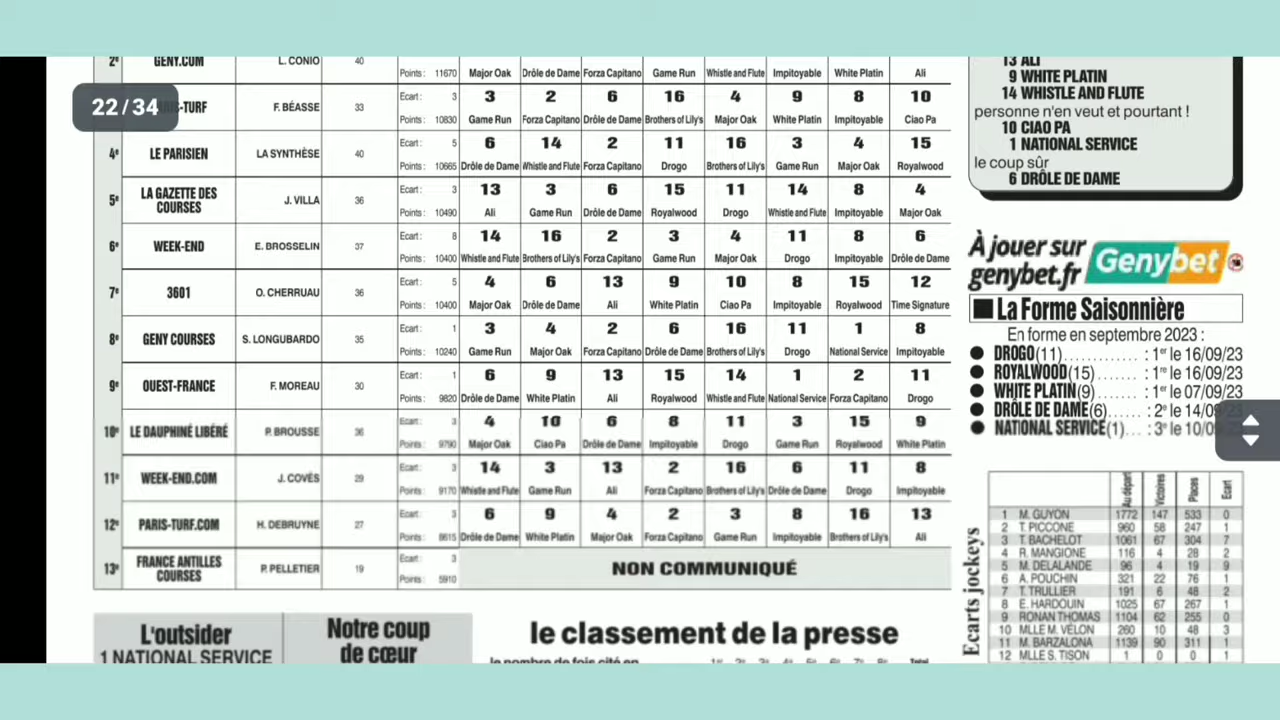 2e GENY.COM L. CONIO 40
Points : 11670 Major Oak Drôle de Dame Forza Capitano Game Run Whistle and Flute Impitoyable White Platin Ali
22 / 34
-TURF F. BÉASSE 33
Ecart : 3 3 2 6 16 4 9 8 10
Points : 10830 Game Run Forza Capitano Drôle de Dame Brothers of Lily's Major Oak White Platin Impitoyable Ciao Pa
4e LE PARISIEN LA SYNTHÈSE 40
Ecart : 5 6 14 2 11 16 3 4 15
Points : 10665 Drôle de Dame Whistle and Flute Forza Capitano Drogo Brothers of Lily's Game Run Major Oak Royalwood
5e LA GAZETTE DES COURSES J. VILLA 36
Ecart : 3 13 3 6 15 11 14 8 4
Points : 10490 Ali Game Run Drôle de Dame Royalwood Drogo Whistle and Flute Impitoyable Major Oak
6e WEEK-END E. BROSSELIN 37
Ecart : 8 14 16 2 3 4 11 8 6
Points : 10400 Whistle and Flute Brothers of Lily's Forza Capitano Game Run Major Oak Drogo Impitoyable Drôle de Dame
7e 3601 O. CHERRUAU 36
Ecart : 5 4 6 13 9 10 8 15 12
Points : 10400 Major Oak Drôle de Dame Ali White Platin Ciao Pa Impitoyable Royalwood Time Signature
8e GENY COURSES S. LONGUBARDO 35
Ecart : 1 3 4 2 6 16 11 1 8
Points : 10240 Game Run Major Oak Forza Capitano Drôle de Dame Brothers of Lily's Drogo National Service Impitoyable
9e OUEST-FRANCE F. MOREAU 30
Ecart : 1 6 9 13 15 14 1 2 11
Points : 9820 Drôle de Dame White Platin Ali Royalwood Whistle and Flute National Service Forza Capitano Drogo
10e LE DAUPHINÉ LIBÉRÉ P. BROUSSE 36
Ecart : 3 4 10 6 8 11 3 15 9
Points : 9790 Major Oak Ciao Pa Drôle de Dame Impitoyable Drogo Game Run Royalwood White Platin
11e WEEK-END.COM J. COVÈS 29
Ecart : 3 14 3 13 2 16 6 11 8
Points : 9170 Whistle and Flute Game Run Ali Forza Capitano Brothers of Lily's Drôle de Dame Drogo Impitoyable
12e PARIS-TURF.COM H. DEBRUYNE 27
Ecart : 3 6 9 4 2 3 8 16 13
Points : 8615 Drôle de Dame White Platin Major Oak Forza Capitano Game Run Impitoyable Brothers of Lily's Ali
13e FRANCE ANTILLES COURSES P. PELLETIER 19
Ecart : 3
Points : 5910
NON COMMUNIQUÉ
L'outsider
1 NATIONAL SERVICE
Notre coup
de cœur
le classement de la presse
le nombre de fois cité en 1re 2e 3e 4e 5e 6e 7e 8e Total
13 ALI
9 WHITE PLATIN
14 WHISTLE AND FLUTE
personne n'en veut et pourtant !
10 CIAO PA
1 NATIONAL SERVICE
le coup sûr
6 DRÔLE DE DAME
À jouer sur
genybet.fr
Genybet
La Forme Saisonnière
En forme en septembre 2023 :
DROGO (11) ............ : 1er le 16/09/23
ROYALWOOD (15) ....... : 1re le 16/09/23
WHITE PLATIN (9) ....... : 1er le 07/09/23
DRÔLE DE DAME (6) ...... : 2e le 14/09/23
NATIONAL SERVICE (1) ... : 3e le 10/09
Ecarts jockeys
Au départ Victoires Places Ecart
1 M. GUYON 1772 147 533 0
2 T. PICCONE 960 58 247 1
3 T. BACHELOT 1061 67 304 7
4 R. MANGIONE 116 4 28 2
5 M. DELALANDE 96 4 19 9
6 A. POUCHIN 321 22 76 1
7 T. TRULLIER 191 6 48 2
8 E. HARDOUIN 1025 67 267 1
9 RONAN THOMAS 1104 62 255 0
10 MLLE M. VÉLON 260 10 48 3
11 M. BARZALONA 1139 90 311 1
12 MLLE S. TISON 1 0 0 1